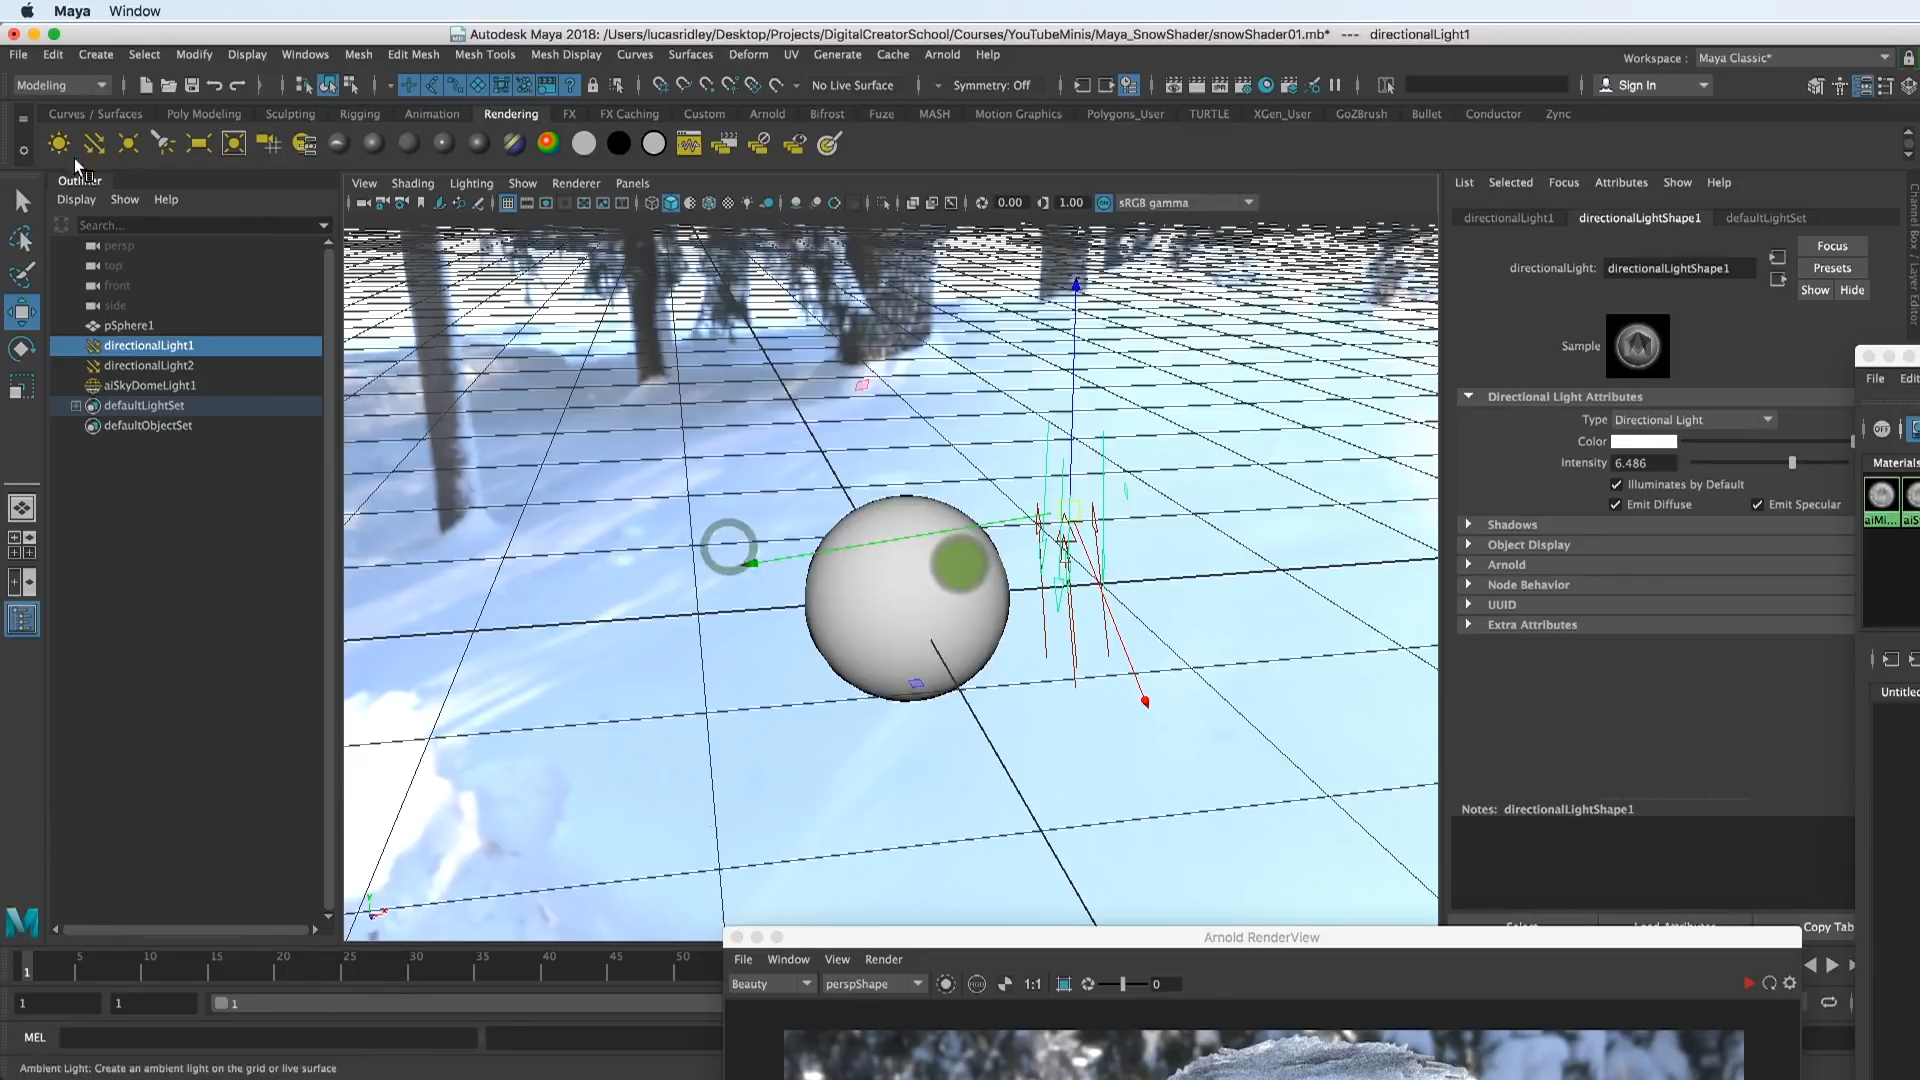 Maya Window
Autodesk Maya 2018: /Users/lucasridley/Desktop/Projects/DigitalCreatorSchool/Courses/YouTubeMinis/Maya_SnowShader/snowShader01.mb* --- directionalLight1
File Edit Create Select Modify Display Windows Mesh Edit Mesh Mesh Tools Mesh Display Curves Surfaces Deform UV Generate Cache Arnold Help
Workspace : Maya Classic*
Modeling No Live Surface Symmetry: Off Sign In
Curves / Surfaces Poly Modeling Sculpting Rigging Animation Rendering FX FX Caching Custom Arnold Bifrost Fuze MASH Motion Graphics Polygons_User TURTLE XGen_User GoZBrush Bullet Conductor Zync
Outliner
Display Show Help
Search...
persp
top
front
side
pSphere1
directionalLight1
directionalLight2
aiSkyDomeLight1
defaultLightSet
defaultObjectSet
View Shading Lighting Show Renderer Panels
0.00 1.00 sRGB gamma
List Selected Focus Attributes Show Help
directionalLight1 directionalLightShape1 defaultLightSet
Focus
directionalLight: directionalLightShape1
Presets
Show Hide
Sample
Directional Light Attributes
Type Directional Light
Color
Intensity 6.486
Illuminates by Default
Emit Diffuse Emit Specular
Shadows
Object Display
Arnold
Node Behavior
UUID
Extra Attributes
Notes: directionalLightShape1
Copy Tab
Channel Box / Layer Editor
File Edit
OFF
Materials
aiMi...
Arnold RenderView
File Window View Render
Beauty perspShape 1:1 0
5 10 15 20 25 30 35 40 45 50
1
1 1 1
MEL
Ambient Light: Create an ambient light on the grid or live surface